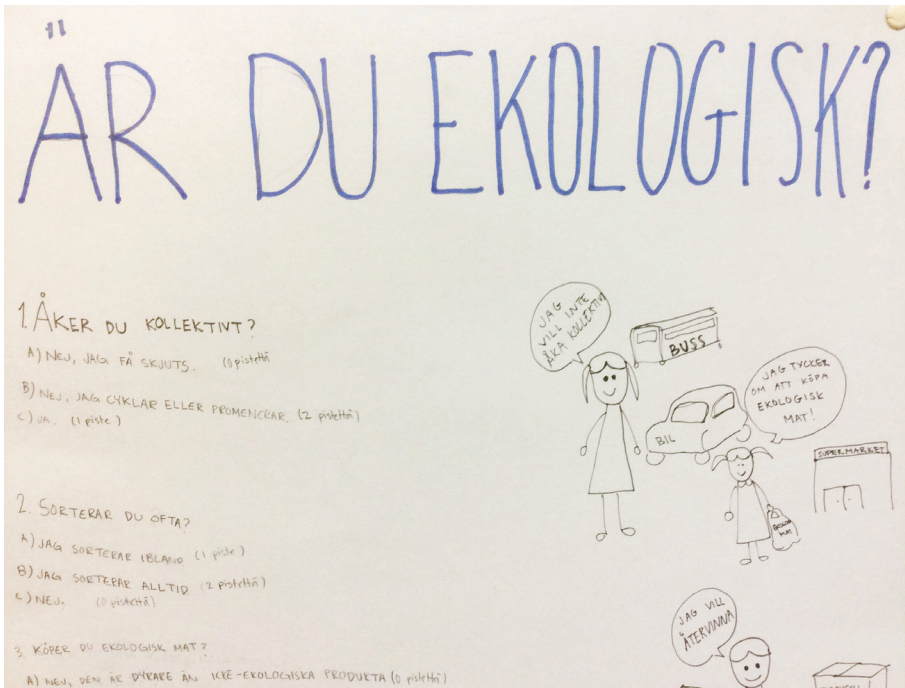 ÄR DU EKOLOGISK?
1. ÅKER DU KOLLEKTIVT?
A) NEJ, JAG FÅ SKJUTS. (0 pistettä
B) NEJ, JAG CYKLAR ELLER PROMENERAR. (2 pistettä)
C) JA. (1 piste)
2. SORTERAR DU OFTA?
A) JAG SORTERAR IBLAND (1 piste)
B) JAG SORTERAR ALLTID (2 pistettä)
C) NEJ. (0 pistettä)
3. KÖPER DU EKOLOGISK MAT?
A) NEJ, DEN ÄR DYRARE ÄN ICKE-EKOLOGISKA PRODUKTA (0 pistettä)
JAG
VILL INTE
ÅKA KOLLEKTIVT
BUSS
BIL
JAG TYCKER
OM ATT KÖPA
EKOLOGISK
MAT!
SUPERMARKET
MAT
JAG VILL
ÅTERVINNA